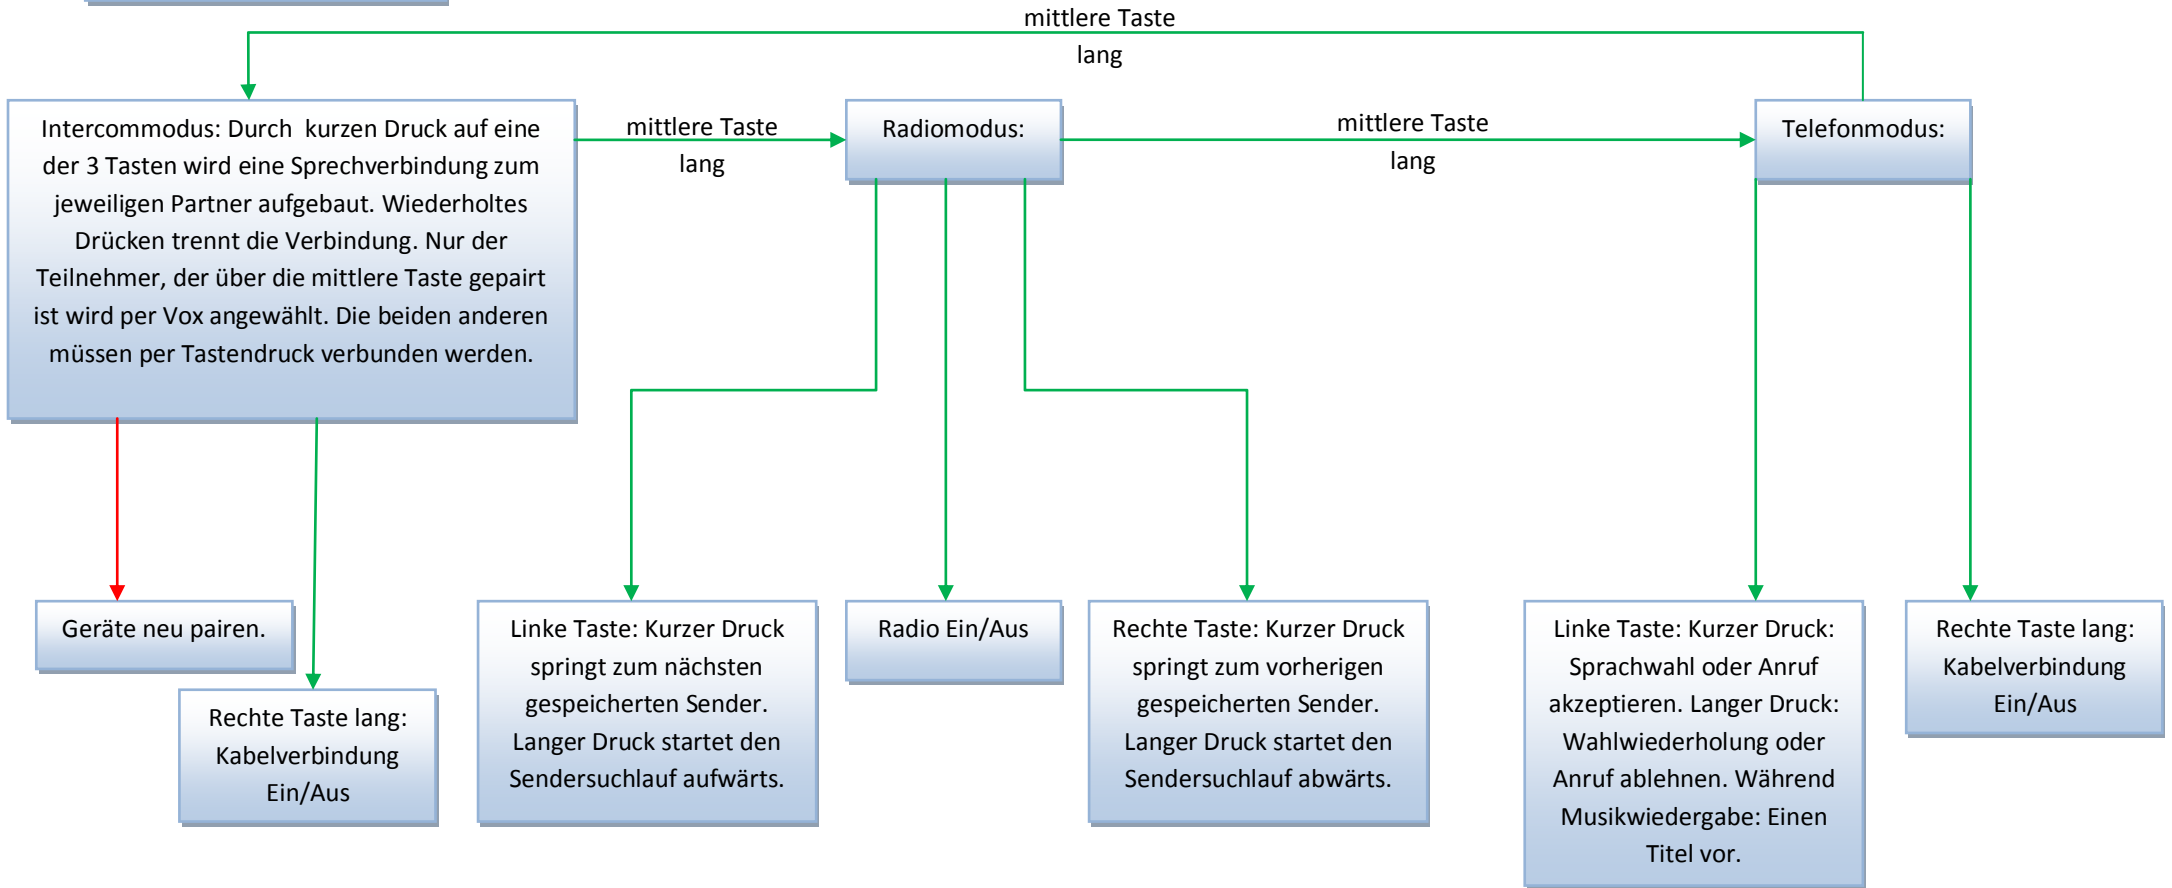 mittlere Taste
lang
Intercommodus: Durch  kurzen Druck auf eine
der 3 Tasten wird eine Sprechverbindung zum
jeweiligen Partner aufgebaut. Wiederholtes
Drücken trennt die Verbindung. Nur der
Teilnehmer, der über die mittlere Taste gepairt
ist wird per Vox angewählt. Die beiden anderen
müssen per Tastendruck verbunden werden.
mittlere Taste
lang
Radiomodus:
mittlere Taste
lang
Telefonmodus:
Geräte neu pairen.
Rechte Taste lang:
Kabelverbindung
Ein/Aus
Linke Taste: Kurzer Druck
springt zum nächsten
gespeicherten Sender.
Langer Druck startet den
Sendersuchlauf aufwärts.
Radio Ein/Aus
Rechte Taste: Kurzer Druck
springt zum vorherigen
gespeicherten Sender.
Langer Druck startet den
Sendersuchlauf abwärts.
Linke Taste: Kurzer Druck:
Sprachwahl oder Anruf
akzeptieren. Langer Druck:
Wahlwiederholung oder
Anruf ablehnen. Während
Musikwiedergabe: Einen
Titel vor.
Rechte Taste lang:
Kabelverbindung
Ein/Aus